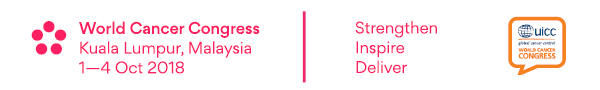 World Cancer Congress
Kuala Lumpur, Malaysia
1—4 Oct 2018
Strengthen
Inspire
Deliver
uicc
global cancer control
WORLD CANCER
CONGRESS